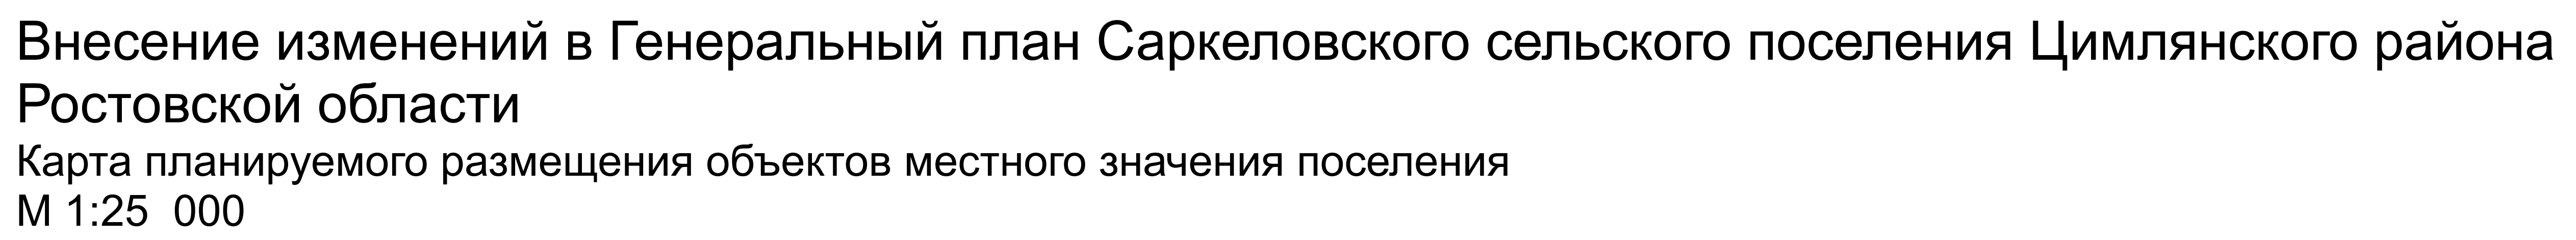 Внесение изменений в Генеральный план Саркеловского сельского поселения Цимлянского района
Ростовской области
Карта планируемого размещения объектов местного значения поселения
М 1:25  000